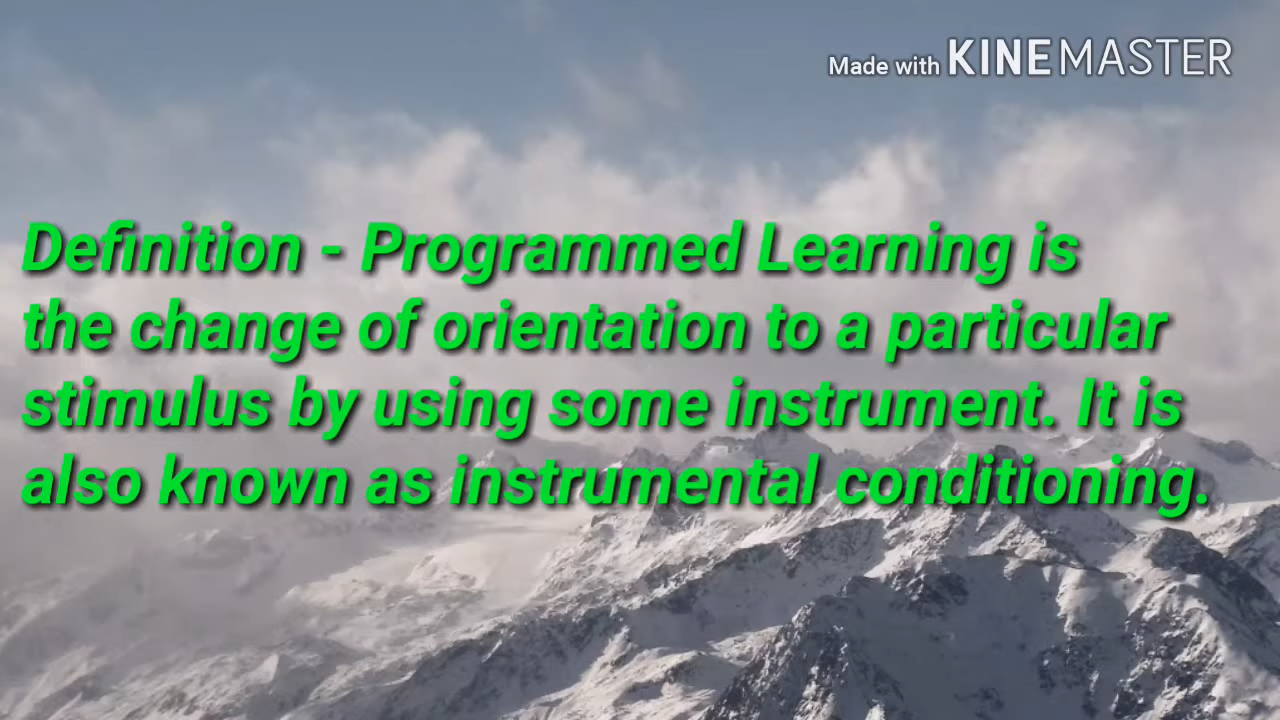 Made with KINEMASTER
Definition - Programmed Learning is
the change of orientation to a particular
stimulus by using some instrument. It is
also known as instrumental conditioning.